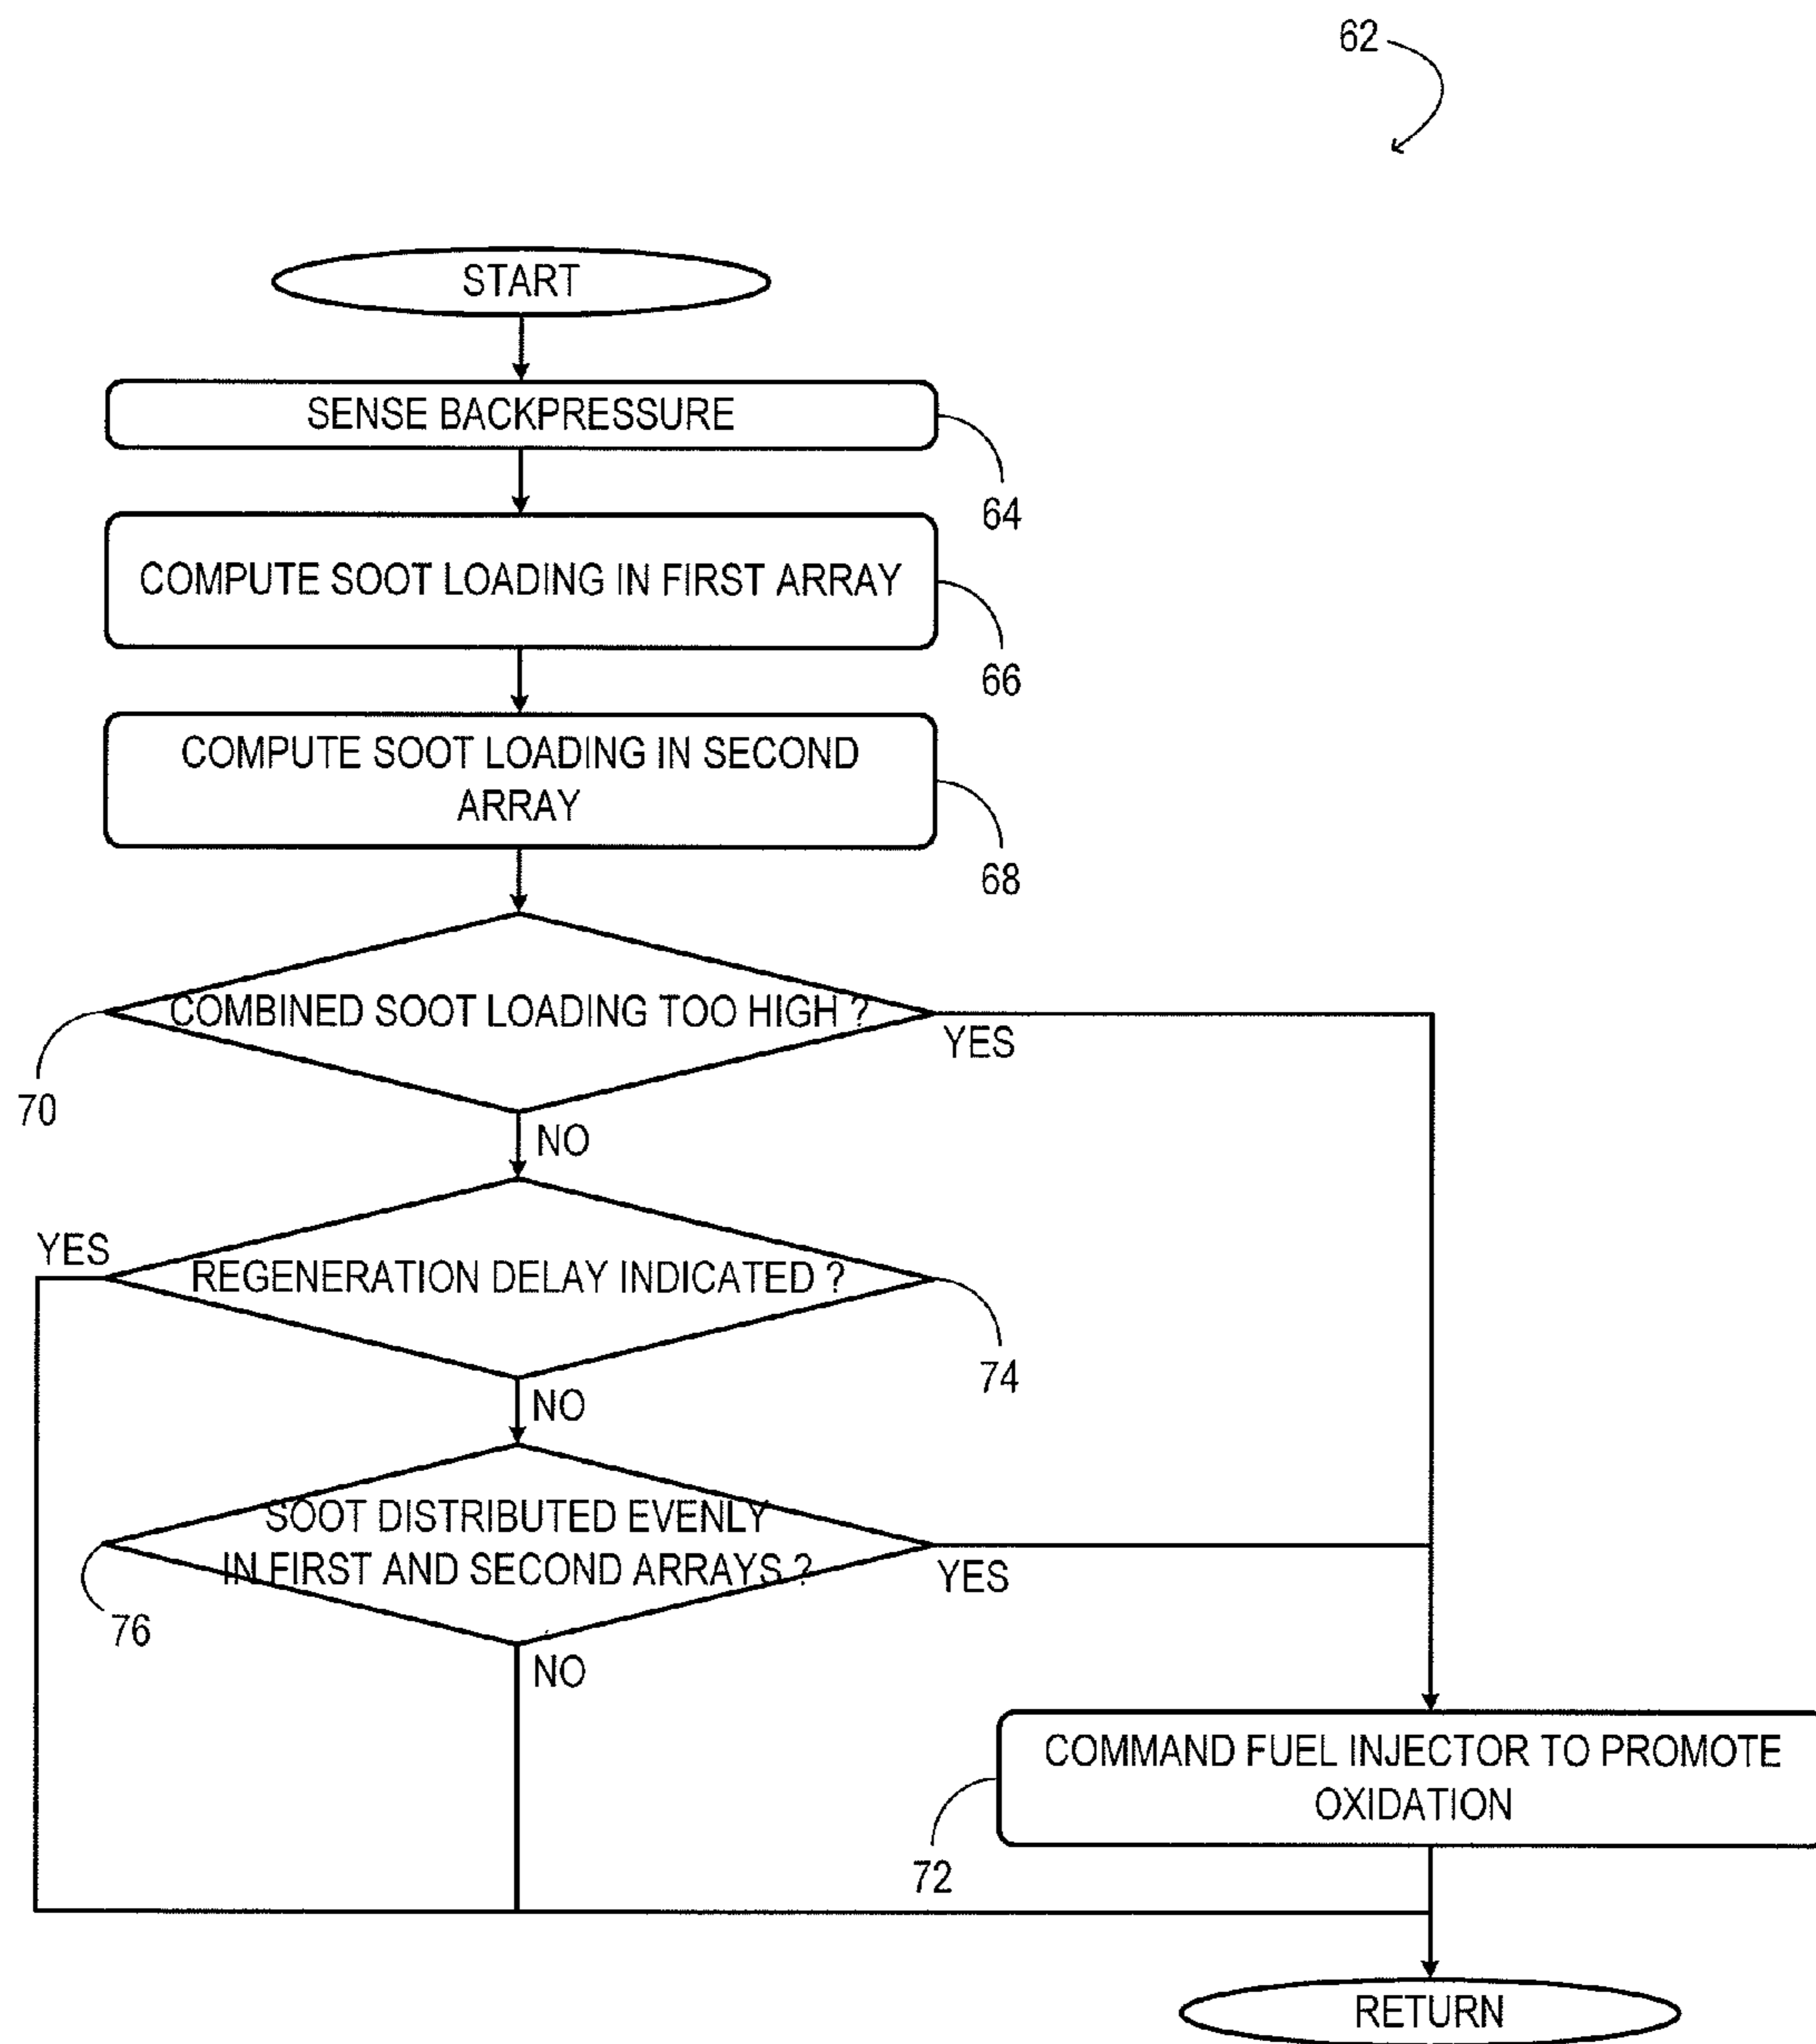 62
START
SENSE BACKPRESSURE
64
COMPUTE SOOT LOADING IN FIRST ARRAY
66
COMPUTE SOOT LOADING IN SECOND
ARRAY
68
COMBINED SOOT LOADING TOO HIGH ?
YES
70
NO
YES
REGENERATION DELAY INDICATED ?
74
NO
SOOT DISTRIBUTED EVENLY
IN FIRST AND SECOND ARRAYS ?
YES
76
NO
COMMAND FUEL INJECTOR TO PROMOTE
OXIDATION
72
RETURN